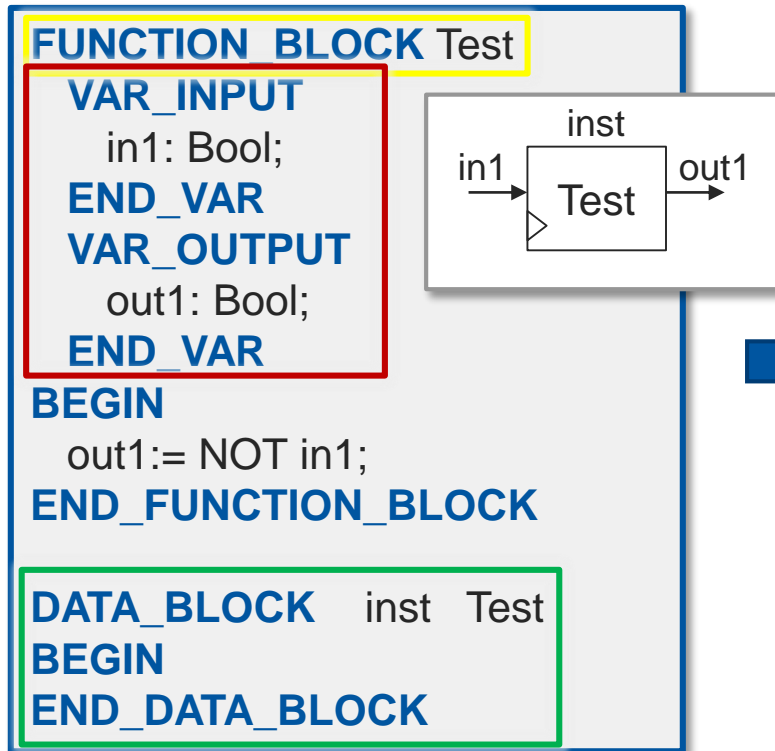 FUNCTION_BLOCK Test
VAR_INPUT
in1: Bool;
END_VAR
VAR_OUTPUT
out1: Bool;
END_VAR
BEGIN
out1:= NOT in1;
END_FUNCTION_BLOCK
DATA_BLOCK inst Test
BEGIN
END_DATA_BLOCK
inst
in1 out1
Test